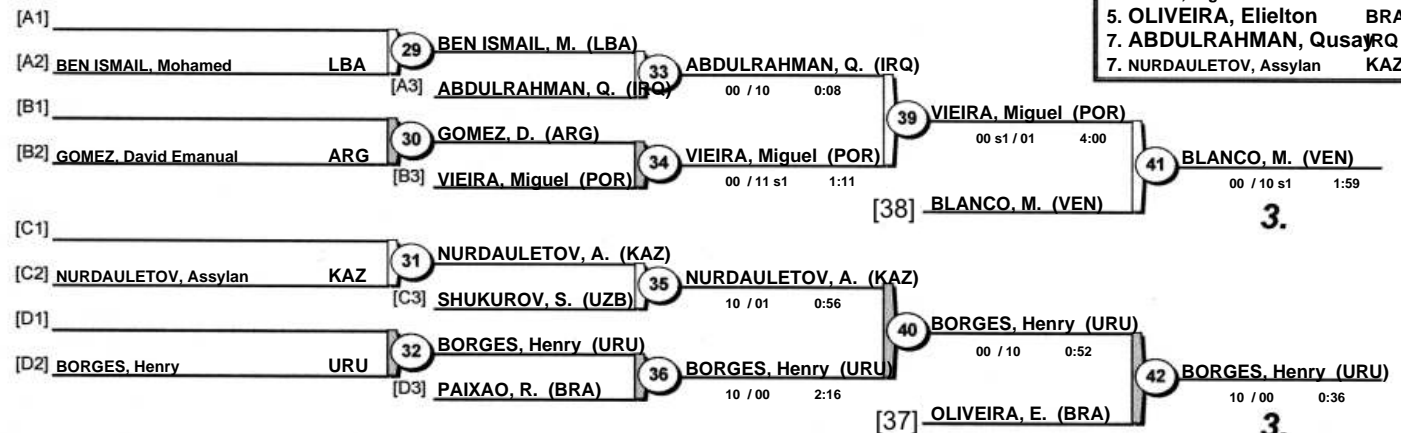 5. OLIVEIRA, Elielton BRA
7. ABDULRAHMAN, Qusay IRQ
7. NURDAULETOV, Assylan KAZ
[A1]
[A2] BEN ISMAIL, Mohamed LBA
29 BEN ISMAIL, M. (LBA)
[A3] ABDULRAHMAN, Q. (IRQ)
33 ABDULRAHMAN, Q. (IRQ)
00 / 10 0:08
[B1]
[B2] GOMEZ, David Emanual ARG
30 GOMEZ, D. (ARG)
[B3] VIEIRA, Miguel (POR)
34 VIEIRA, Miguel (POR)
00 / 11 s1 1:11
39 VIEIRA, Miguel (POR)
00 s1 / 01 4:00
[38] BLANCO, M. (VEN)
41 BLANCO, M. (VEN)
00 / 10 s1 1:59
3.
[C1]
[C2] NURDAULETOV, Assylan KAZ
31 NURDAULETOV, A. (KAZ)
[C3] SHUKUROV, S. (UZB)
35 NURDAULETOV, A. (KAZ)
10 / 01 0:56
[D1]
[D2] BORGES, Henry URU
32 BORGES, Henry (URU)
[D3] PAIXAO, R. (BRA)
36 BORGES, Henry (URU)
10 / 00 2:16
40 BORGES, Henry (URU)
00 / 10 0:52
[37] OLIVEIRA, E. (BRA)
42 BORGES, Henry (URU)
10 / 00 0:36
3.